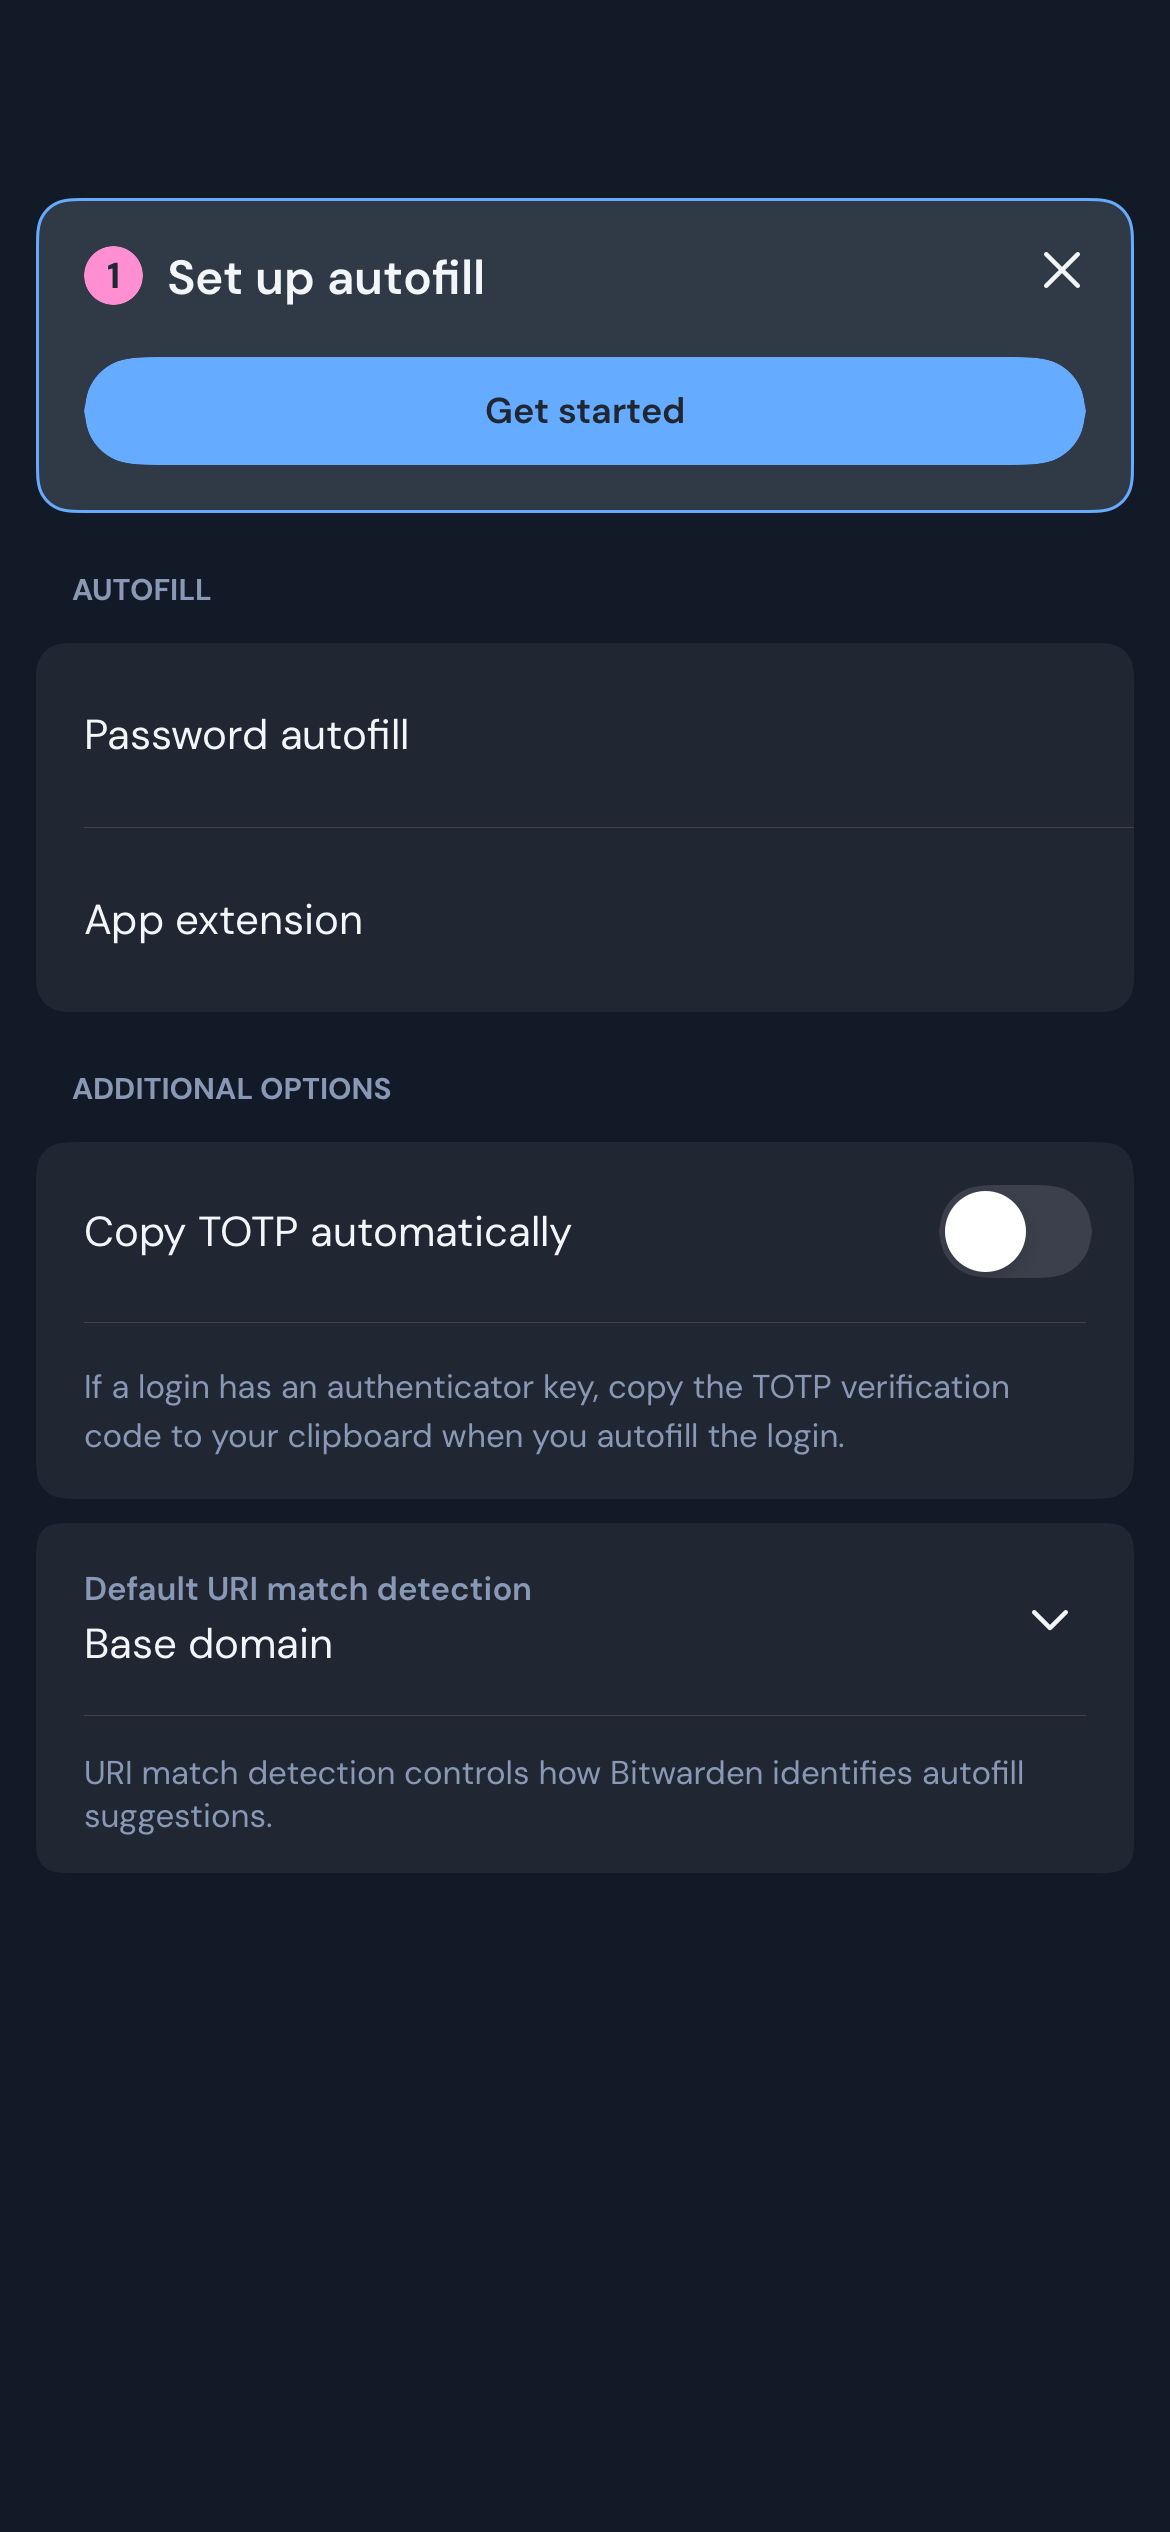 1 Set up autofill
Get started
AUTOFILL
Password autofill
App extension
ADDITIONAL OPTIONS
Copy TOTP automatically
If a login has an authenticator key, copy the TOTP verification
code to your clipboard when you autofill the login.
Default URI match detection
Base domain
URI match detection controls how Bitwarden identifies autofill
suggestions.